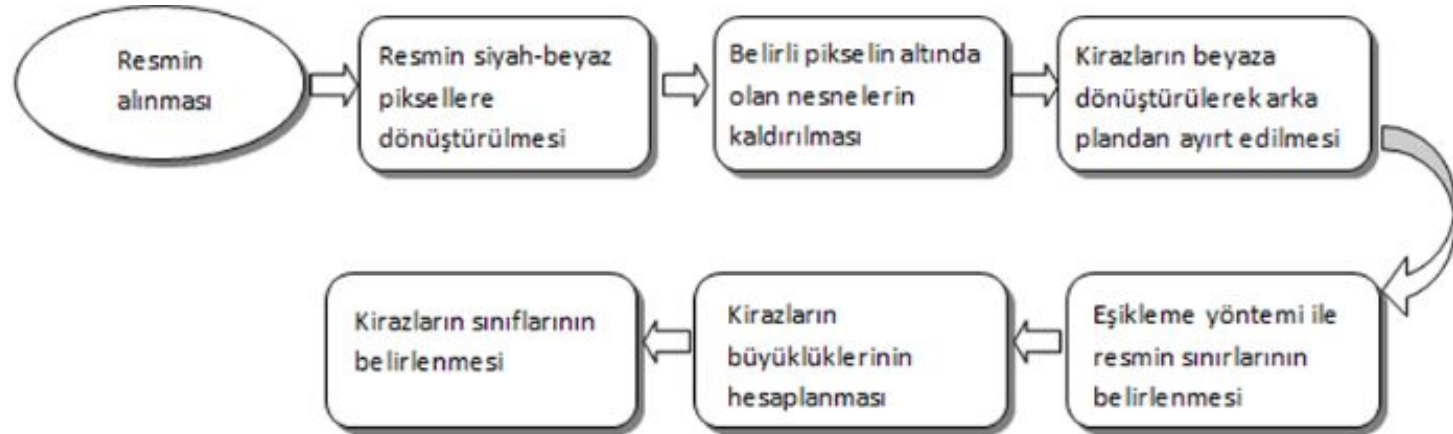 Resmin
alınması
Resmin siyah-beyaz
piksellere
dönüştürülmesi
Belirli pikselin altında
olan nesnelerin
kaldırılması
Kirazların beyaza
dönüştürülerek arka
plandan ayırt edilmesi
Eşikleme yöntemi ile
resmin sınırlarının
belirlenmesi
Kirazların
büyüklüklerinin
hesaplanması
Kirazların sınıflarının
belirlenmesi